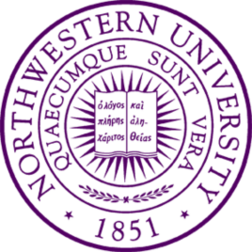 NORTHWESTERN UNIVERSITY
QUAECUMQUE SUNT VERA
ὁ λόγος
πλήρης
χάριτος
καὶ
ἀλη-
θείας
1851